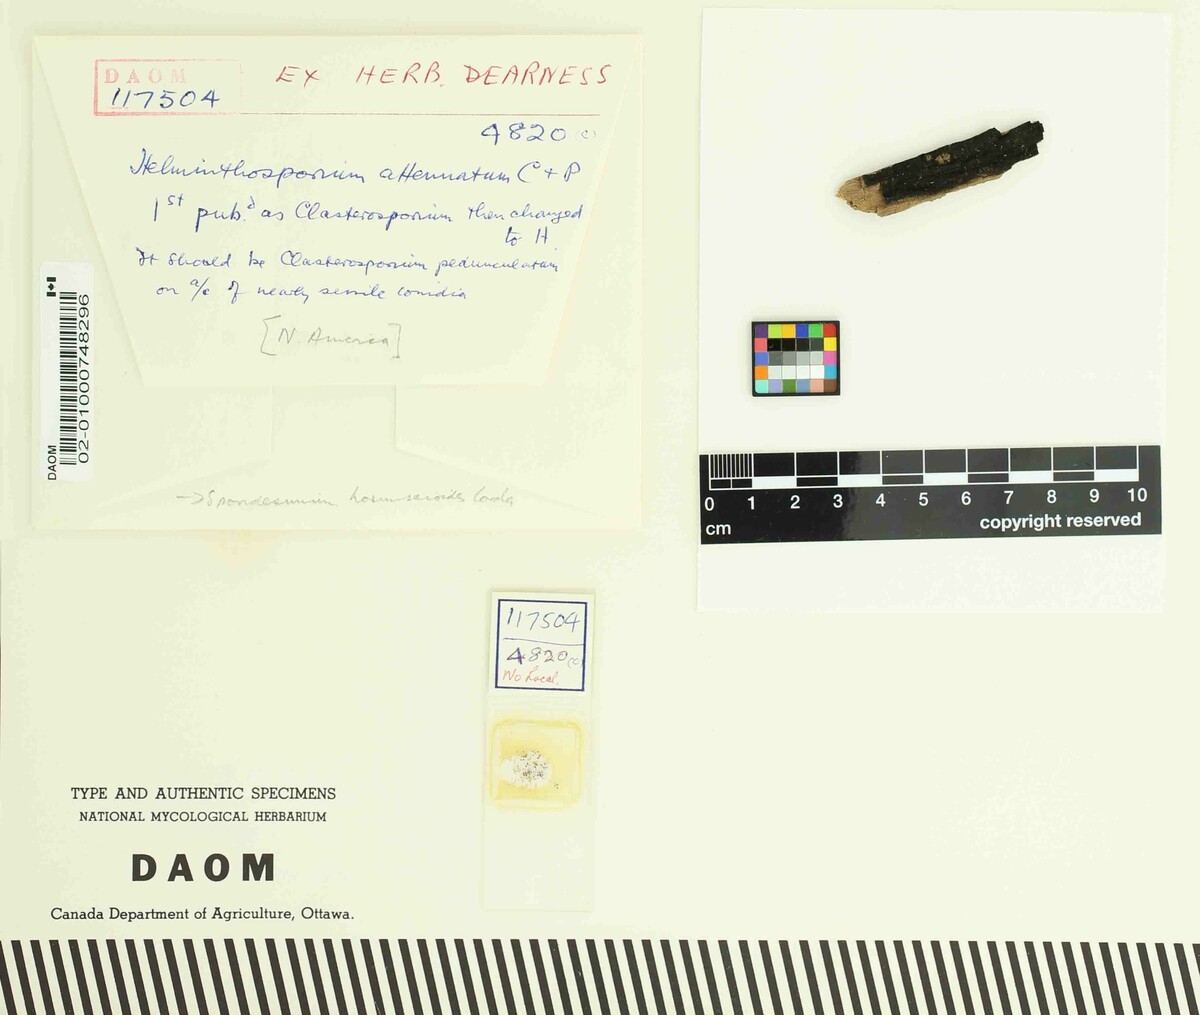 DAOM
117504
EX HERB. DEARNESS
4820 (c)
Helminthosporium attenuatum C + P
1st pub.d as Clasterosporium then changed
to H.
It should be Clasterosporium pedunculatum
on a/c of nearly sessile conidia
[N. America]
DAOM
02-01000748296
117504
4820 (c)
No Local.
0 1 2 3 4 5 6 7 8 9 10
cm
copyright reserved
TYPE AND AUTHENTIC SPECIMENS
NATIONAL MYCOLOGICAL HERBARIUM
DAOM
Canada Department of Agriculture, Ottawa.